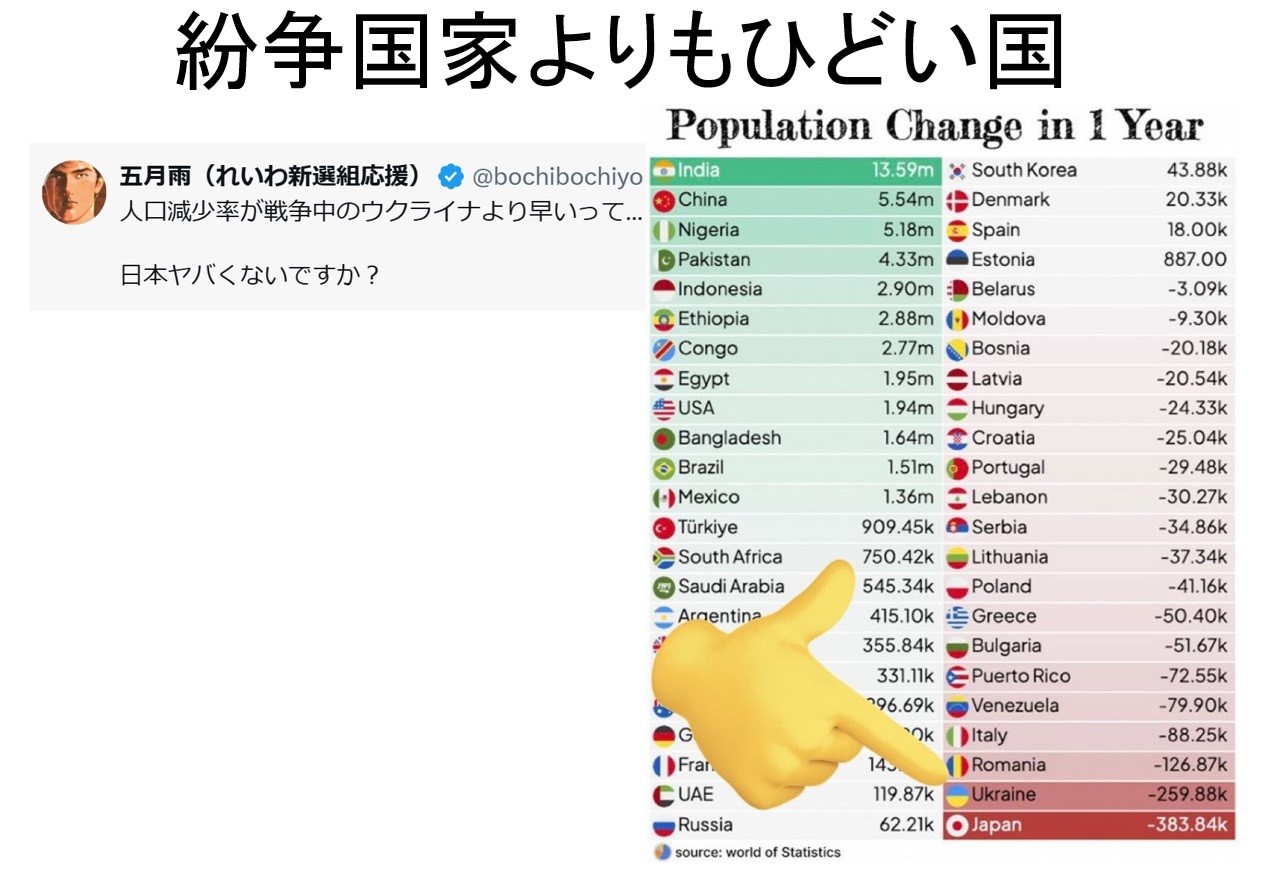 紛争国家よりもひどい国
五月雨（れいわ新選組応援） @bochibochiyo
人口減少率が戦争中のウクライナより早いって...
日本ヤバくないですか？
Population Change in 1 Year
India 13.59m
China 5.54m
Nigeria 5.18m
Pakistan 4.33m
Indonesia 2.90m
Ethiopia 2.88m
Congo 2.77m
Egypt 1.95m
USA 1.94m
Bangladesh 1.64m
Brazil 1.51m
Mexico 1.36m
Türkiye 909.45k
South Africa 750.42k
Saudi Arabia 545.34k
Argentina 415.10k
355.84k
331.11k
96.69k
G 0k
Fran 143
UAE 119.87k
Russia 62.21k
South Korea 43.88k
Denmark 20.33k
Spain 18.00k
Estonia 887.00
Belarus -3.09k
Moldova -9.30k
Bosnia -20.18k
Latvia -20.54k
Hungary -24.33k
Croatia -25.04k
Portugal -29.48k
Lebanon -30.27k
Serbia -34.86k
Lithuania -37.34k
Poland -41.16k
Greece -50.40k
Bulgaria -51.67k
Puerto Rico -72.55k
Venezuela -79.90k
Italy -88.25k
Romania -126.87k
Ukraine -259.88k
Japan -383.84k
source: world of Statistics